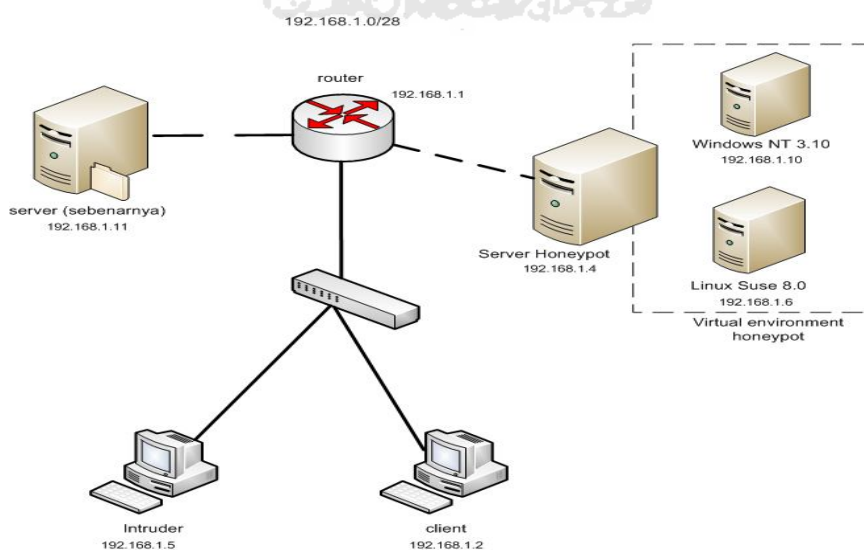 192.168.1.0/28
router
192.168.1.1
Windows NT 3.10
192.168.1.10
server (sebenarnya)
192.168.1.11
Server Honeypot
192.168.1.4
Linux Suse 8.0
192.168.1.6
Virtual environment
honeypot
Intruder
192.168.1.5
client
192.168.1.2